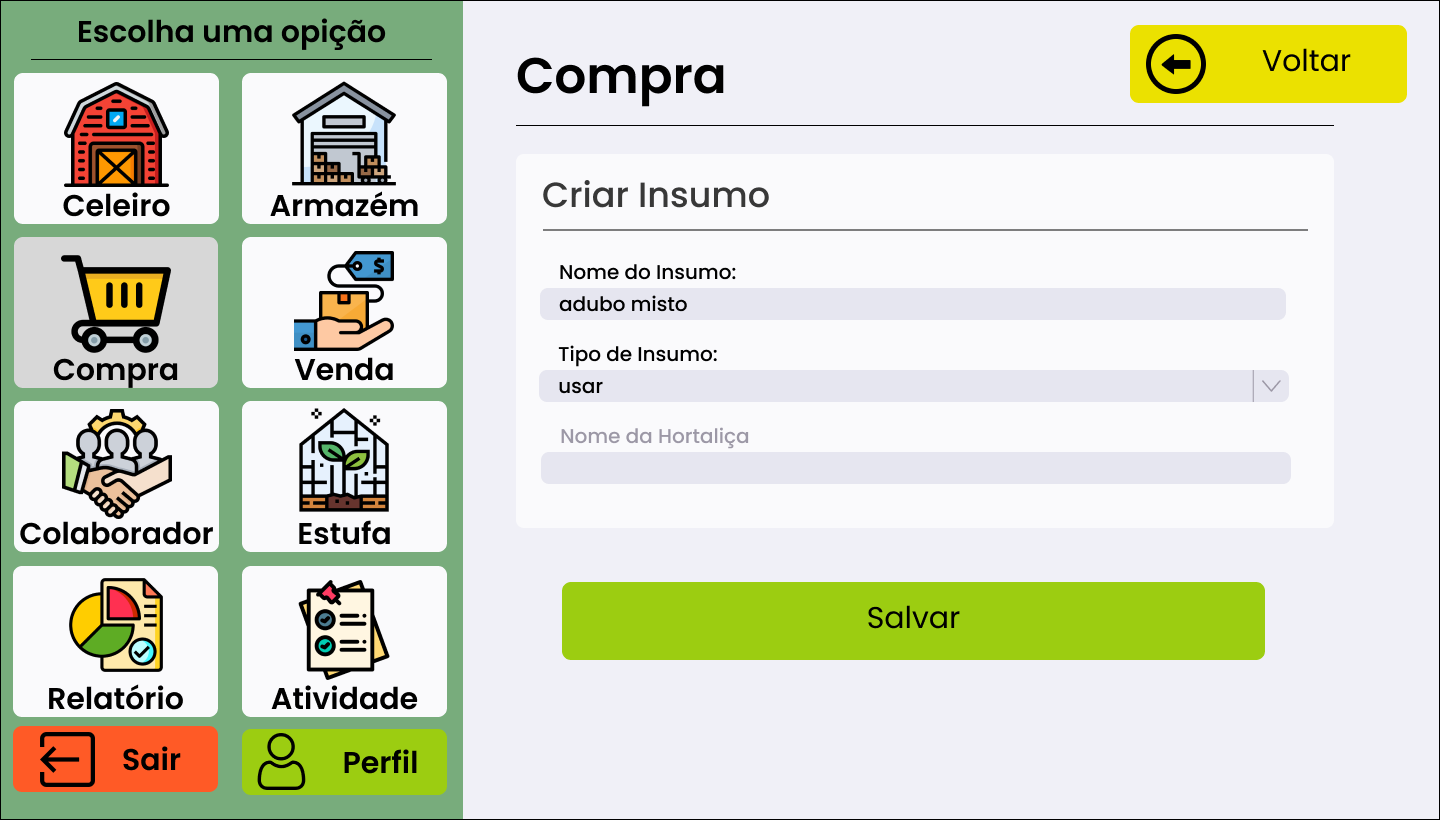 Escolha uma opição
Celeiro
Armazém
Compra
Venda
Colaborador
Estufa
Relatório
Atividade
Sair
Perfil
Compra
Voltar
Criar Insumo
Nome do Insumo:
adubo misto
Tipo de Insumo:
usar
Nome da Hortaliça
Salvar